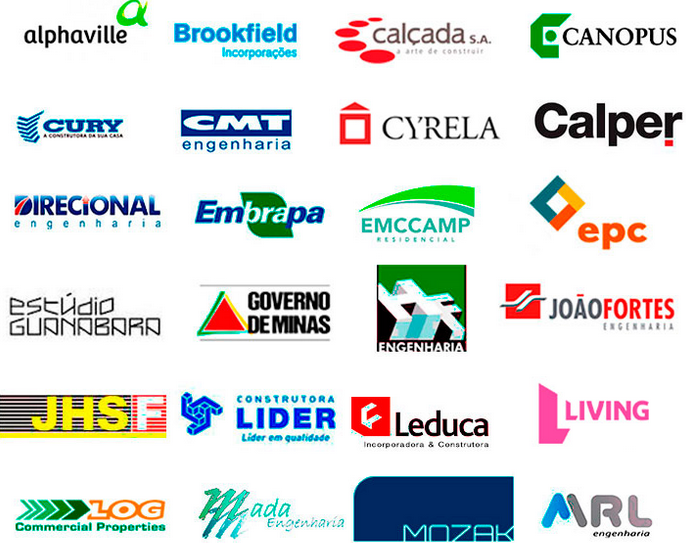 alphaville
Brookfield
Incorporações
calçada S.A.
a arte de construir
CANOPUS
CURY
A CONSTRUTORA DA SUA CASA
CMT
engenharia
CYRELA
Calper
DIRECIONAL
engenharia
Embrapa
EMCCAMP
RESIDENCIAL
epc
estúdio
GUANABARA
GOVERNO
DE MINAS
ENGENHARIA
JOÃO FORTES
ENGENHARIA
JHSF
CONSTRUTORA
LIDER
Líder em qualidade
Leduca
Incorporadora & Construtora
LIVING
LOG
Commercial Properties
Mada
Engenharia
MOZAK
MRL
engenharia